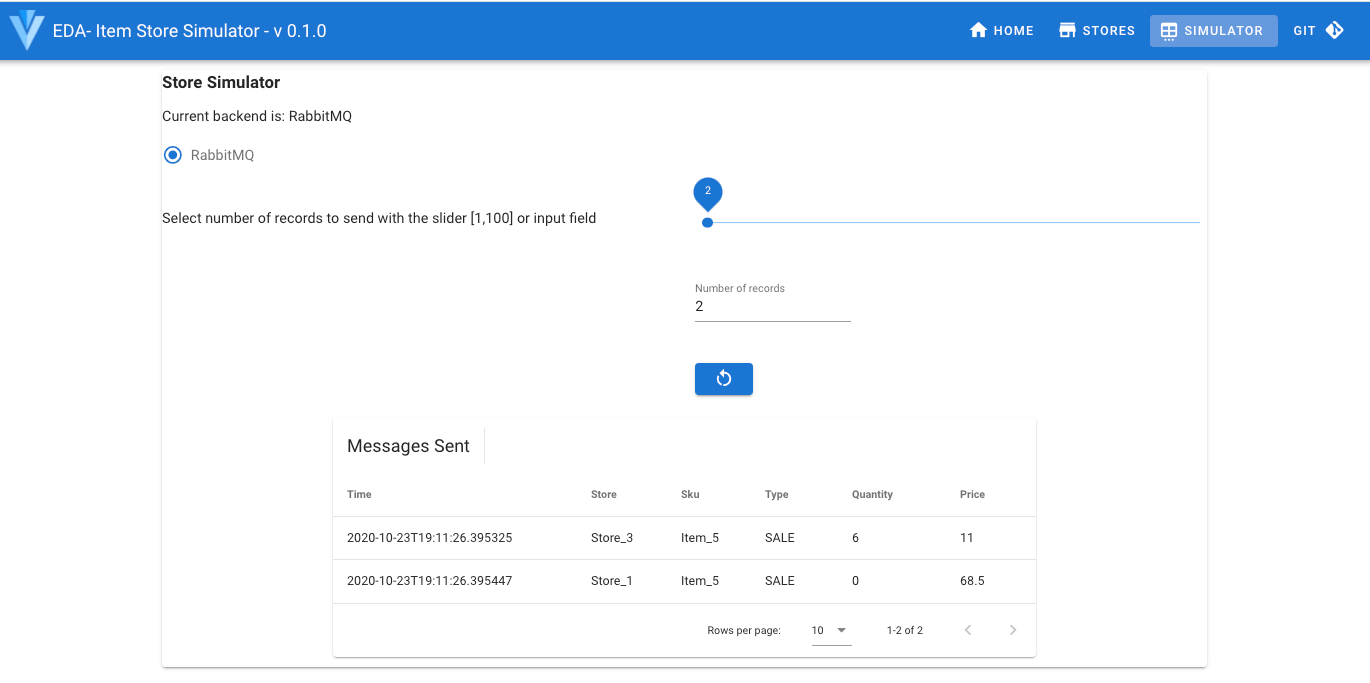 EDA- Item Store Simulator - v 0.1.0 HOME STORES SIMULATOR GIT
Store Simulator
Current backend is: RabbitMQ
RabbitMQ
2
Select number of records to send with the slider [1,100] or input field
Number of records
2
Messages Sent
Time Store Sku Type Quantity Price
2020-10-23T19:11:26.395325 Store_3 Item_5 SALE 6 11
2020-10-23T19:11:26.395447 Store_1 Item_5 SALE 0 68.5
Rows per page: 10 1-2 of 2